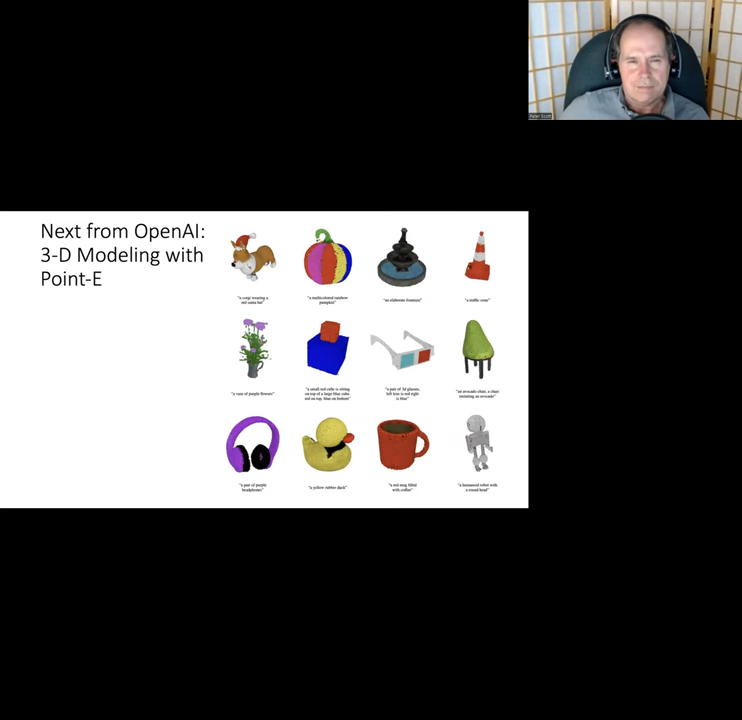 Peter Scott
Next from OpenAI:
3-D Modeling with
Point-E
"a corgi wearing a
red santa hat"
"a multicolored rainbow
pumpkin"
"an elaborate fountain"
"a traffic cone"
"a vase of purple flowers"
"a small red cube is sitting
on top of a large blue cube.
red on top, blue on bottom"
"a pair of 3d glasses,
left lens is red right
is blue"
"an avocado chair, a chair
imitating an avocado"
"a pair of purple
headphones"
"a yellow rubber duck"
"a red mug filled
with coffee"
"a humanoid robot with
a round head"